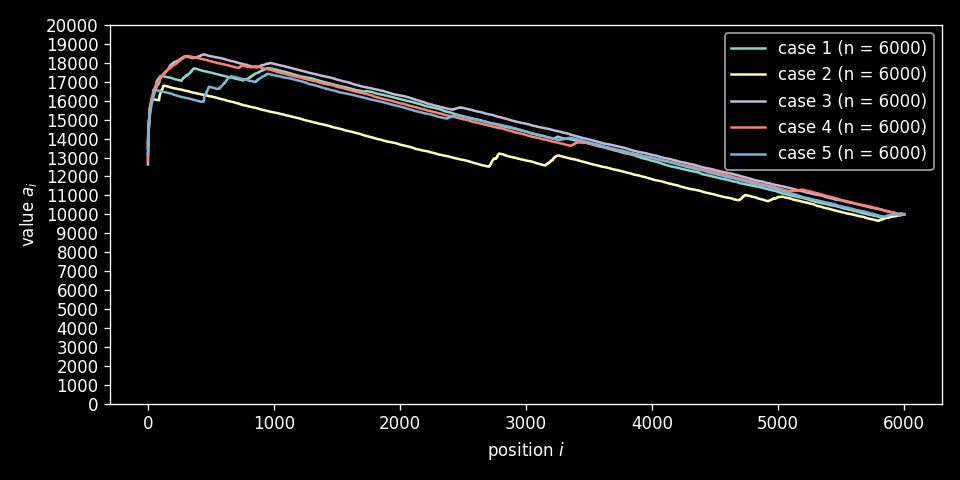 20000
19000
18000
17000
16000
15000
14000
13000
12000
11000
10000
9000
8000
7000
6000
5000
4000
3000
2000
1000
0
value a_i
case 1 (n = 6000)
case 2 (n = 6000)
case 3 (n = 6000)
case 4 (n = 6000)
case 5 (n = 6000)
0 1000 2000 3000 4000 5000 6000
position i